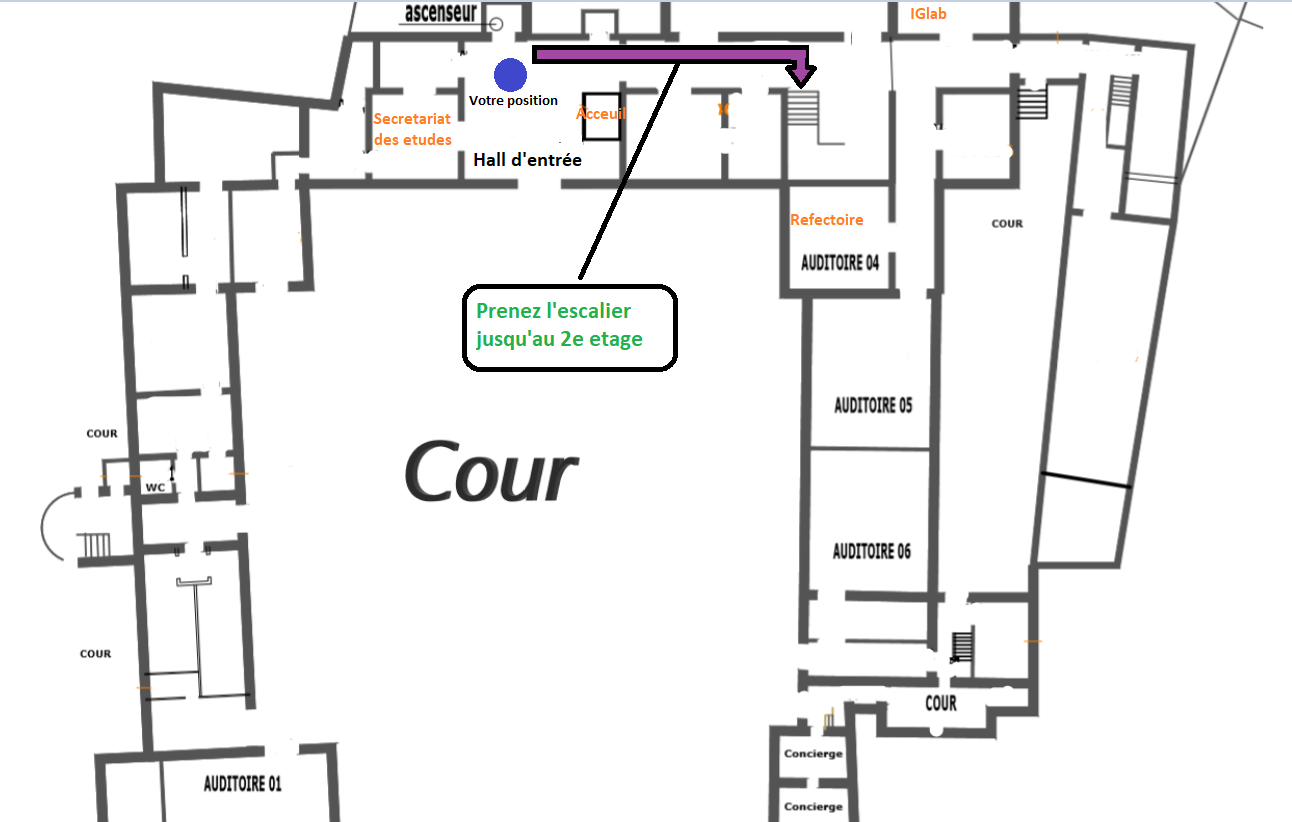 ascenseur
IGlab
Votre position
Acceuil
Secretariat
des etudes
Hall d'entrée
Refectoire
COUR
AUDITOIRE 04
Prenez l'escalier
jusqu'au 2e etage
AUDITOIRE 05
COUR
Cour
WC
AUDITOIRE 06
COUR
COUR
Concierge
AUDITOIRE 01
Concierge